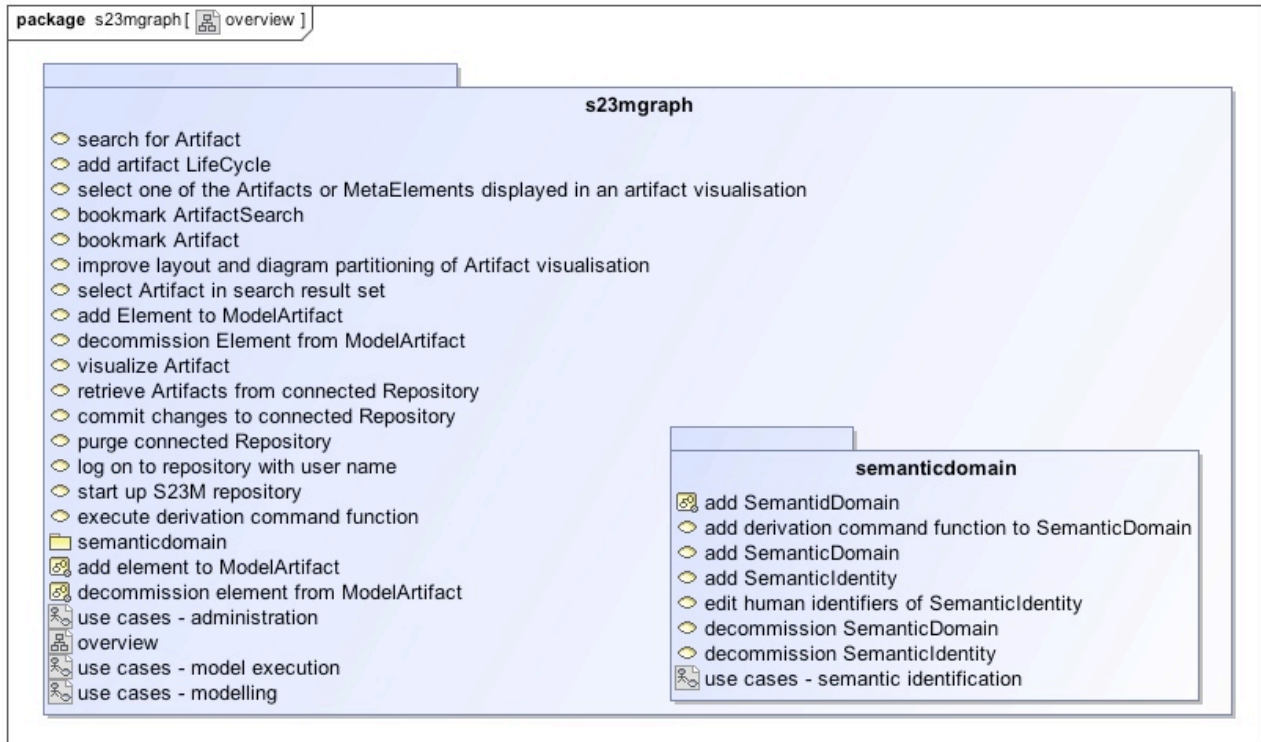 package s23mgraph [ overview ]
s23mgraph
search for Artifact
add artifact LifeCycle
select one of the Artifacts or MetaElements displayed in an artifact visualisation
bookmark ArtifactSearch
bookmark Artifact
improve layout and diagram partitioning of Artifact visualisation
select Artifact in search result set
add Element to ModelArtifact
decommission Element from ModelArtifact
visualize Artifact
retrieve Artifacts from connected Repository
commit changes to connected Repository
purge connected Repository
log on to repository with user name
start up S23M repository
execute derivation command function
semanticdomain
add element to ModelArtifact
decommission element from ModelArtifact
use cases - administration
overview
use cases - model execution
use cases - modelling
semanticdomain
add SemantidDomain
add derivation command function to SemanticDomain
add SemanticDomain
add SemanticIdentity
edit human identifiers of SemanticIdentity
decommission SemanticDomain
decommission SemanticIdentity
use cases - semantic identification